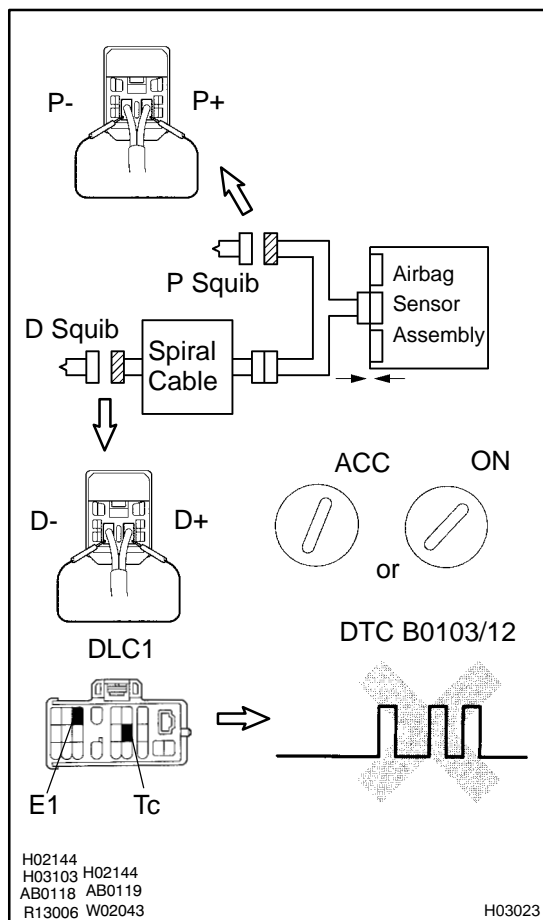 P-
P+
P Squib
D Squib
Spiral
Cable
Airbag
Sensor
Assembly
ACC
ON
or
D-
D+
DLC1
DTC B0103/12
E1
Tc
H02144
H03103 H02144
AB0118 AB0119
R13006 W02043
H03023